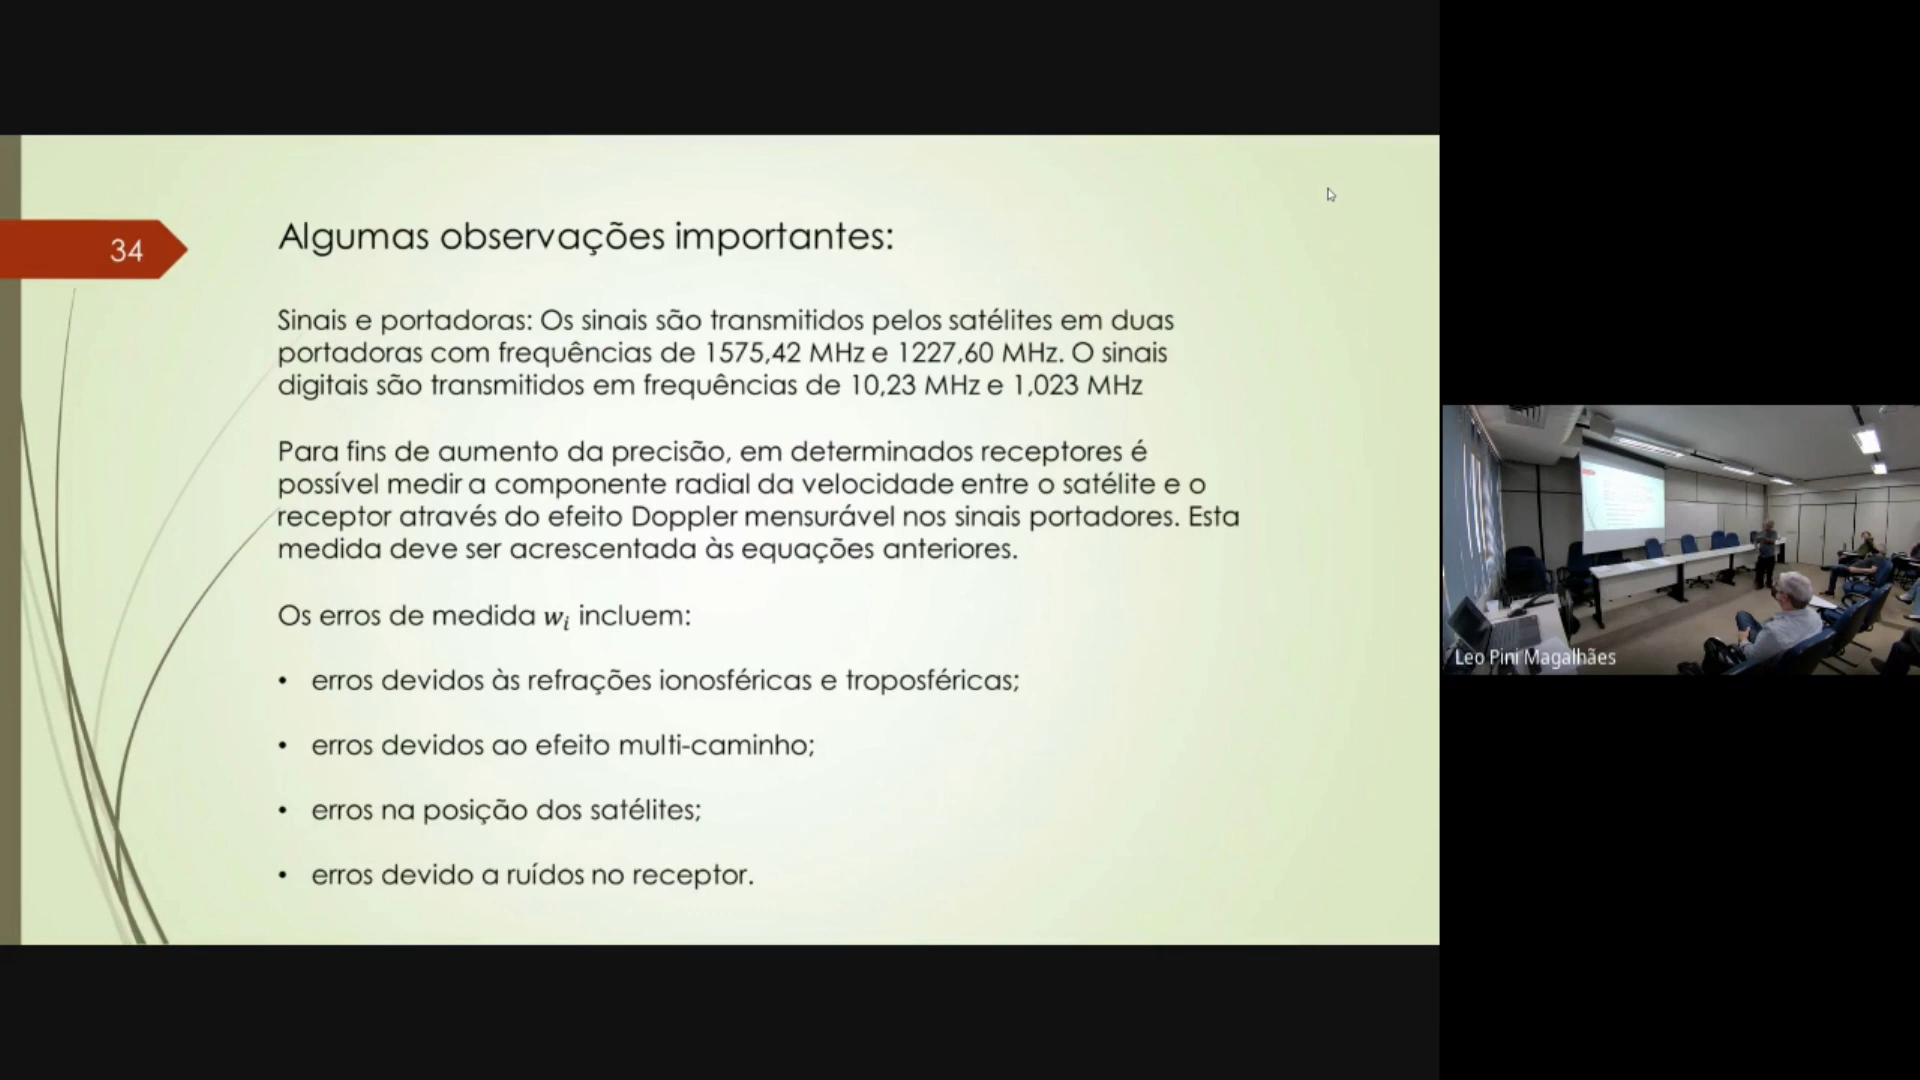 34
Algumas observações importantes:
Sinais e portadoras: Os sinais são transmitidos pelos satélites em duas
portadoras com frequências de 1575,42 MHz e 1227,60 MHz. O sinais
digitais são transmitidos em frequências de 10,23 MHz e 1,023 MHz
Para fins de aumento da precisão, em determinados receptores é
possível medir a componente radial da velocidade entre o satélite e o
receptor através do efeito Doppler mensurável nos sinais portadores. Esta
medida deve ser acrescentada às equações anteriores.
Os erros de medida wᵢ incluem:
• erros devidos às refrações ionosféricas e troposféricas;
• erros devidos ao efeito multi-caminho;
• erros na posição dos satélites;
• erros devido a ruídos no receptor.
Leo Pini Magalhães